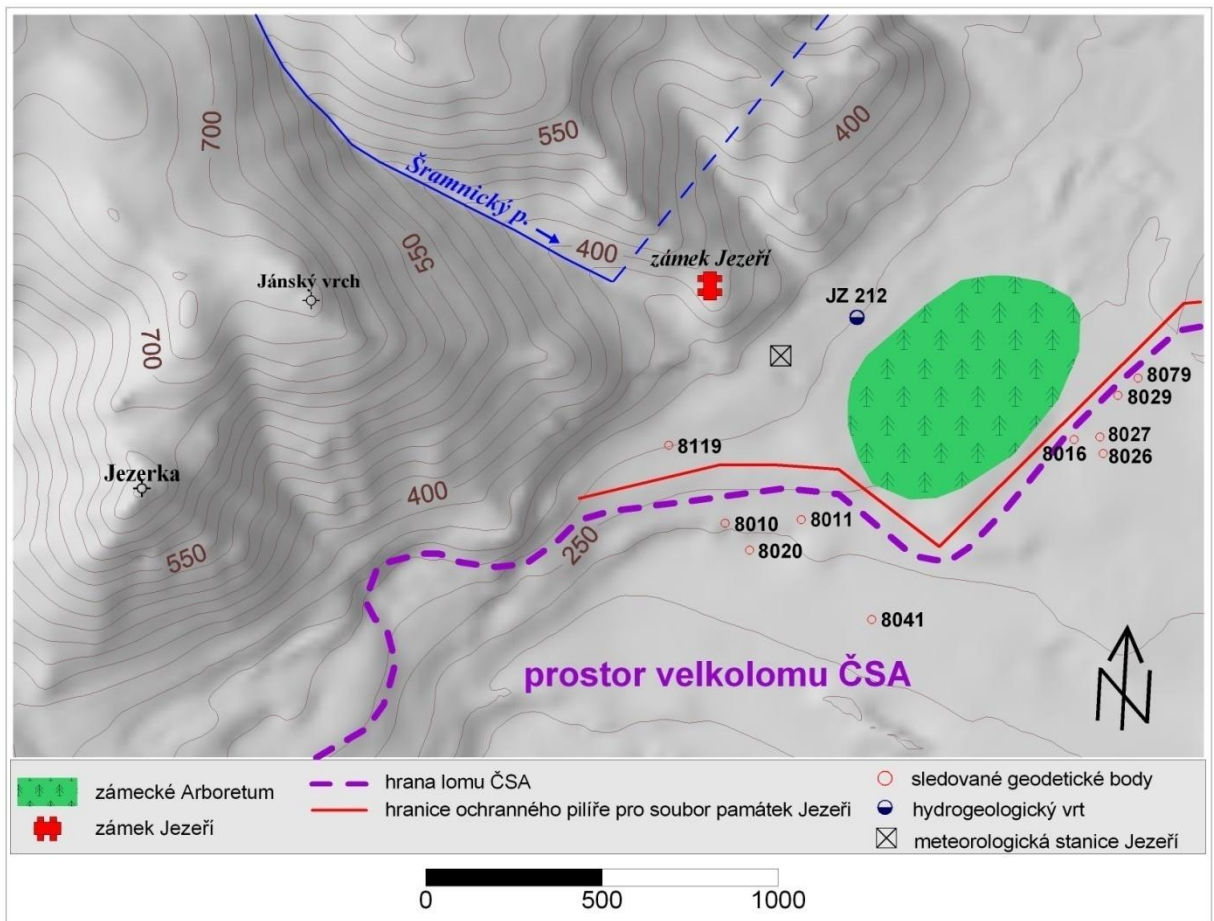 700
550
400
Šramnický p.
550
400
zámek Jezeří
Jánský vrch
JZ 212
700
8079
8029
8119
8027
8016
8026
Jezerka
400
8010
8011
250
8020
550
8041
prostor velkolomu ČSA
N
zámecké Arboretum
zámek Jezeří
hrana lomu ČSA
hranice ochranného pilíře pro soubor památek Jezeři
sledované geodetické body
hydrogeologický vrt
meteorologická stanice Jezeří
0 500 1000